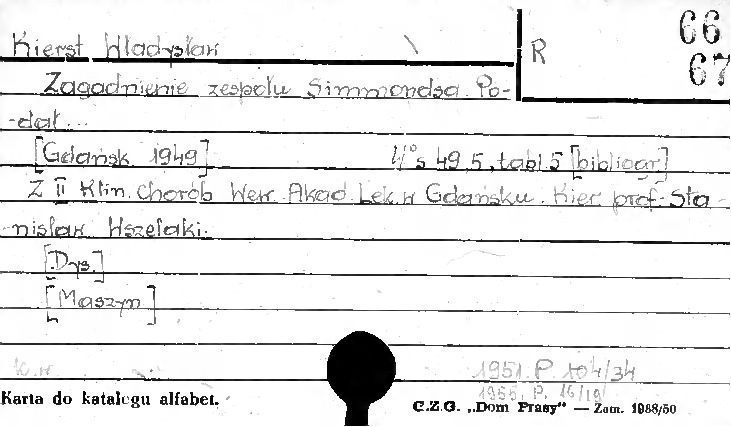 Kierst Władysław
R
66
67
Zagadnienie zespołu Simmondsa. Po-
-dał...
[Gdańsk 1949] 4° s 49, 5, tabl 5 [bibliogr]
Z II Klin. Chorób Wew. Akad. Lek. w Gdańsku. Kier. prof. Sta-
-nisław Wszelaki.
[Dys.]
[Maszyn]
K.W.
1951. P 104/34
1955. P. 16/19
Karta do katalogu alfabet.
C.Z.G. „Dom Prasy" — Zam. 1988/50